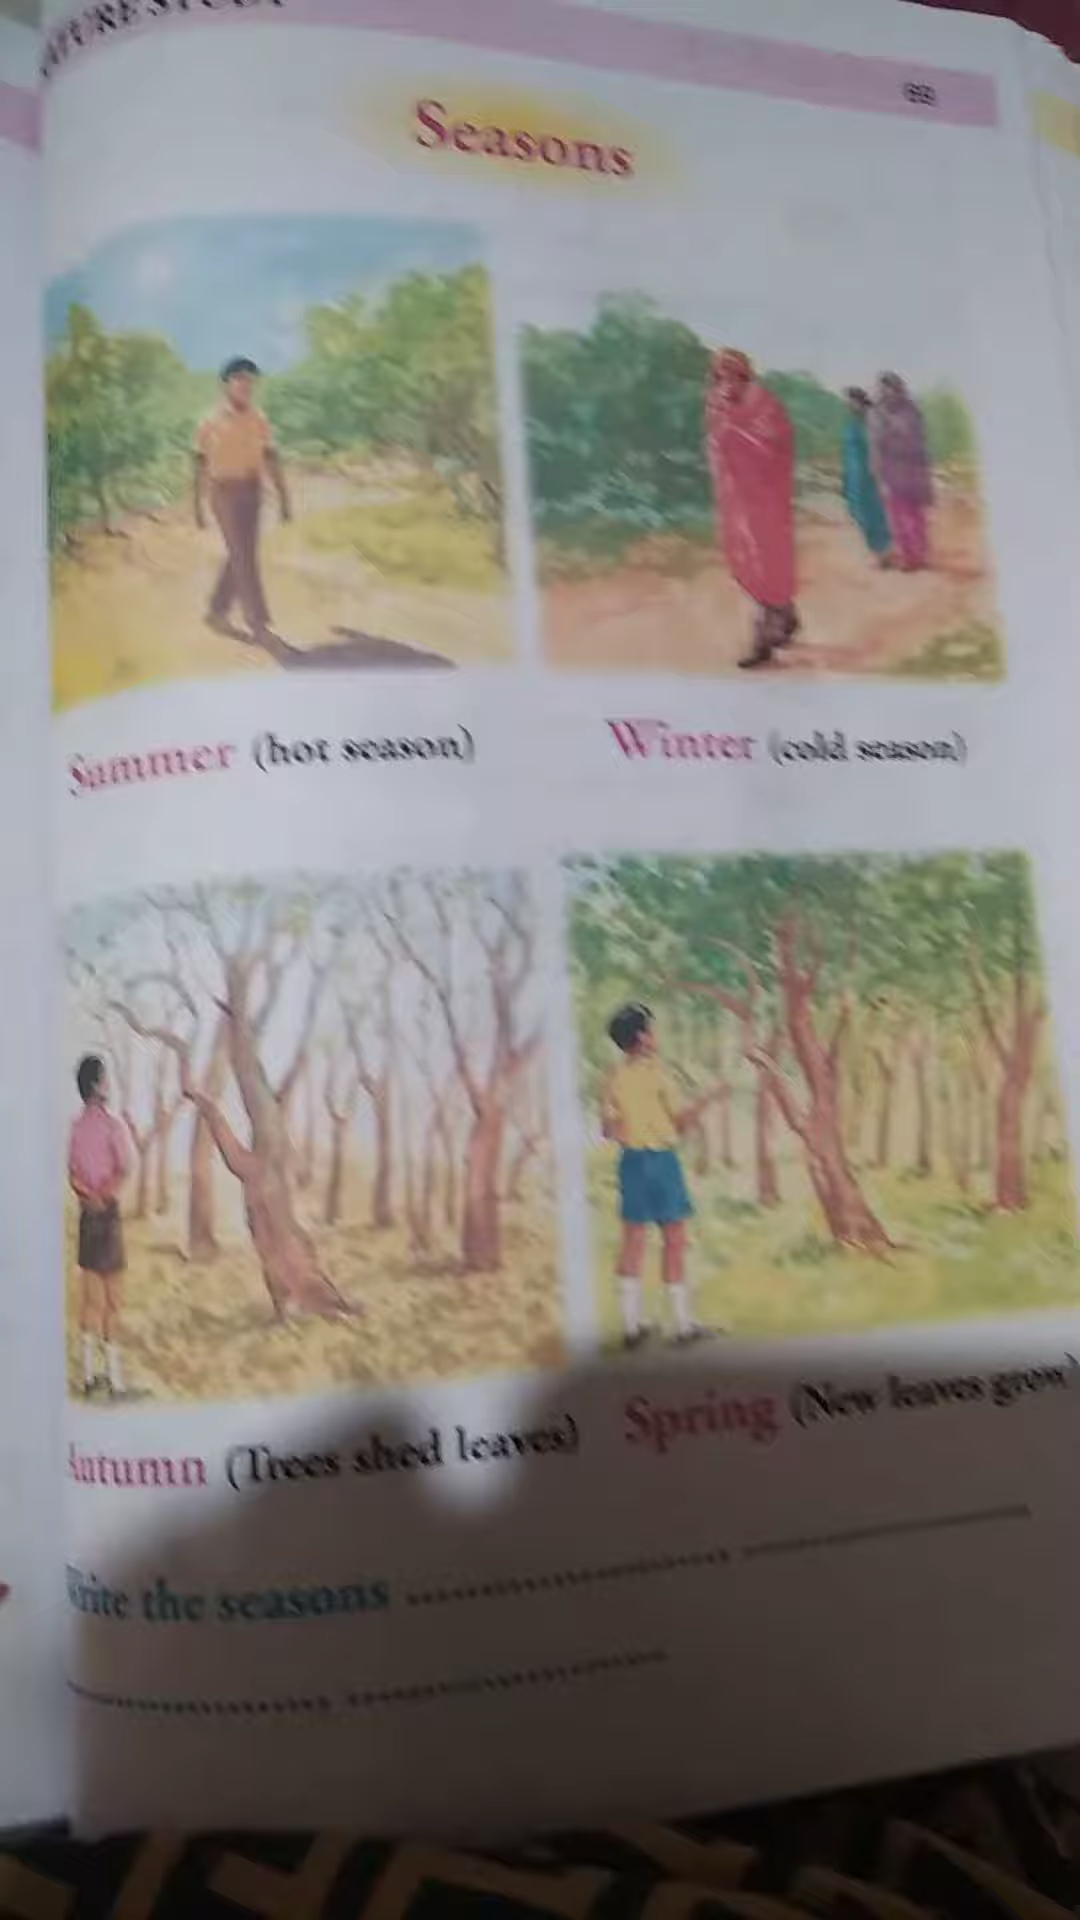 Seasons
Summer (hot season)
Winter (cold season)
Autumn (Trees shed leaves)
Spring (New leaves grow)
Write the seasons